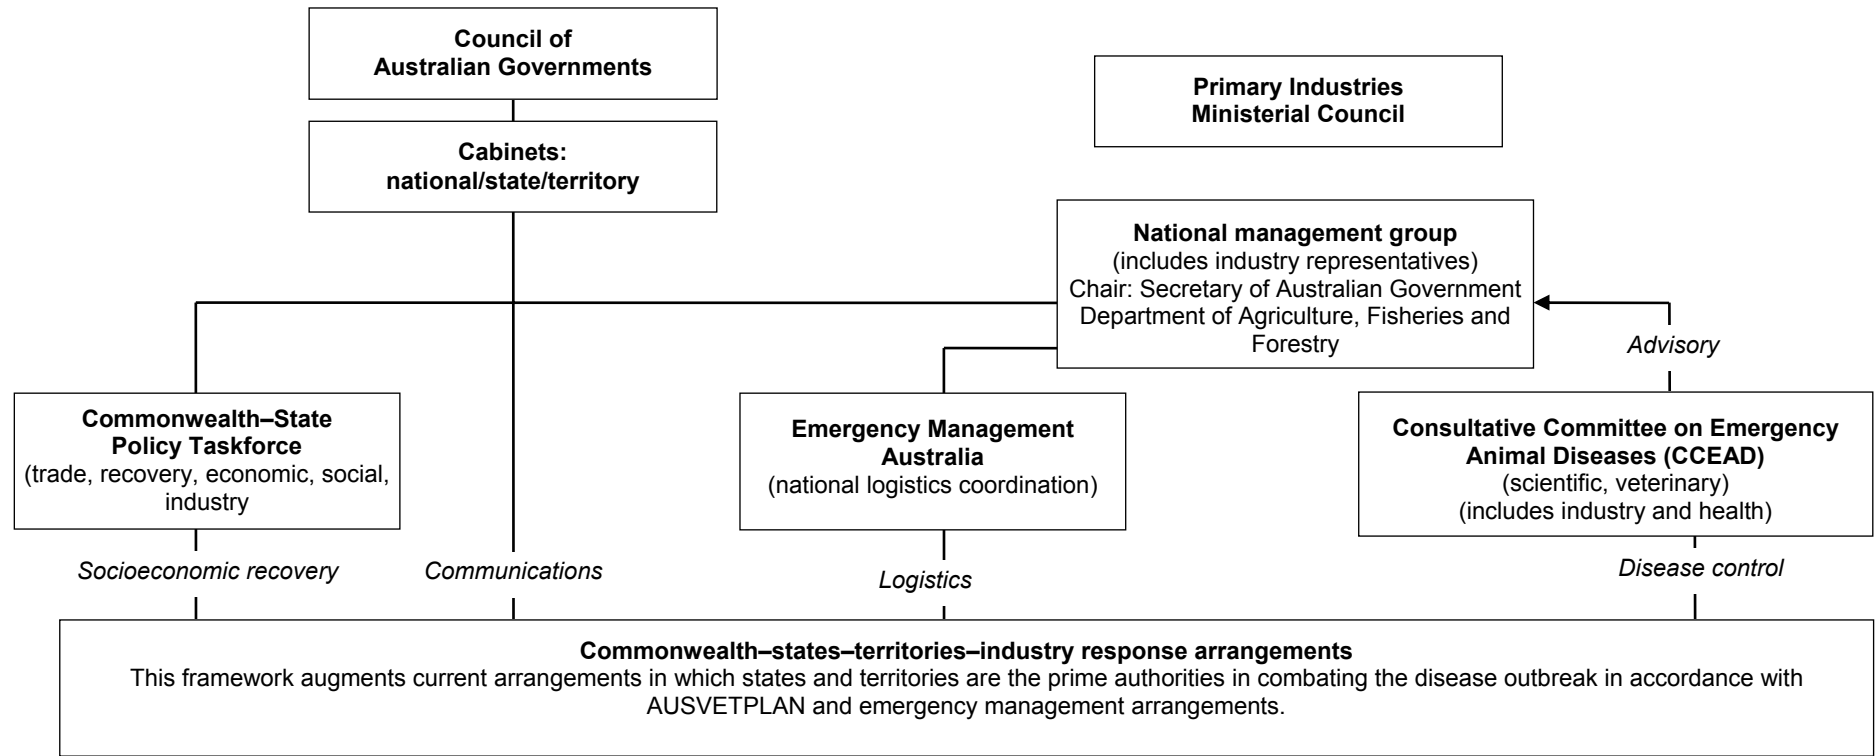 Council of
Australian Governments
Primary Industries
Ministerial Council
Cabinets:
national/state/territory
National management group
(includes industry representatives)
Chair: Secretary of Australian Government
Department of Agriculture, Fisheries and
Forestry
Advisory
Commonwealth–State
Policy Taskforce
(trade, recovery, economic, social,
industry
Emergency Management
Australia
(national logistics coordination)
Consultative Committee on Emergency
Animal Diseases (CCEAD)
(scientific, veterinary)
(includes industry and health)
Socioeconomic recovery
Communications
Logistics
Disease control
Commonwealth–states–territories–industry response arrangements
This framework augments current arrangements in which states and territories are the prime authorities in combating the disease outbreak in accordance with
AUSVETPLAN and emergency management arrangements.